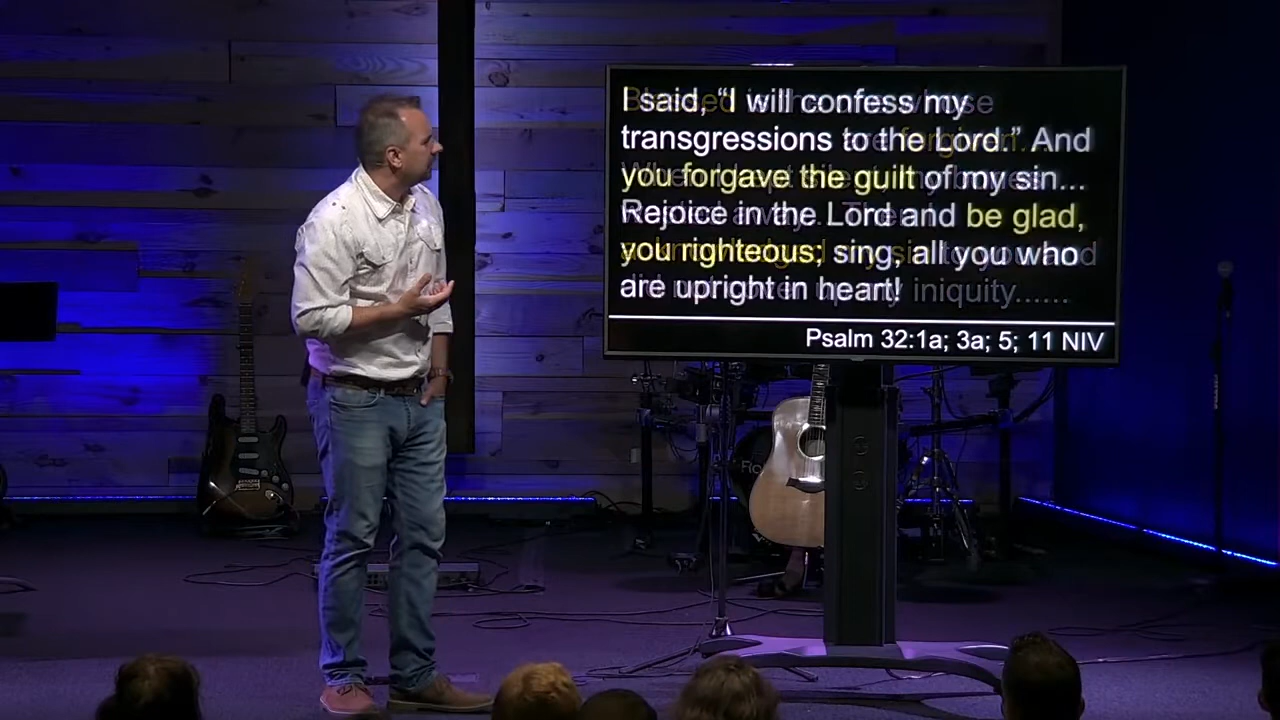 I said, “I will confess my
transgressions to the Lord.” And
you forgave the guilt of my sin...
Rejoice in the Lord and be glad,
you righteous; sing, all you who
are upright in heart!
Psalm 32:1a; 3a; 5; 11 NIV